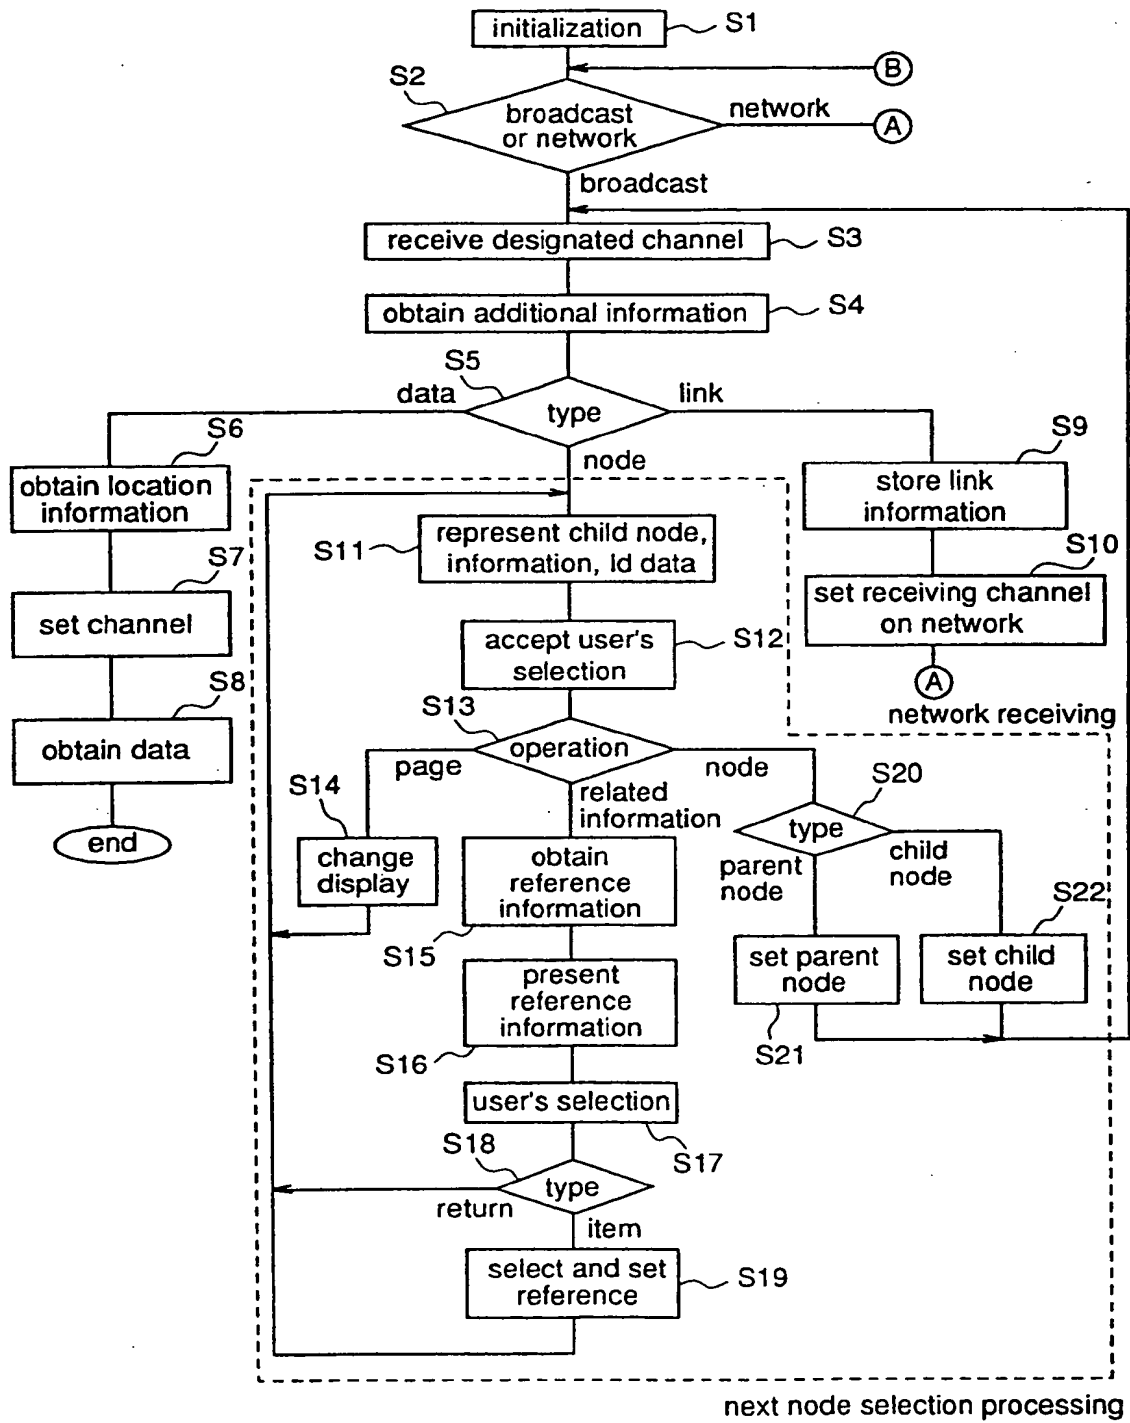 initialization
S1
B
S2
broadcast
or network
network
A
broadcast
receive designated channel
S3
obtain additional information
S4
S5
data
type
link
node
S6
obtain location
information
S7
set channel
S8
obtain data
end
S9
store link
information
S10
set receiving channel
on network
A
network receiving
S11
represent child node,
information, Id data
accept user's
selection
S12
S13
operation
page
related
information
node
S14
change
display
obtain
reference
information
S15
present
reference
information
S16
user's selection
S17
S18
type
return
item
select and set
reference
S19
S20
type
parent
node
child
node
set parent
node
S21
S22
set child
node
next node selection processing